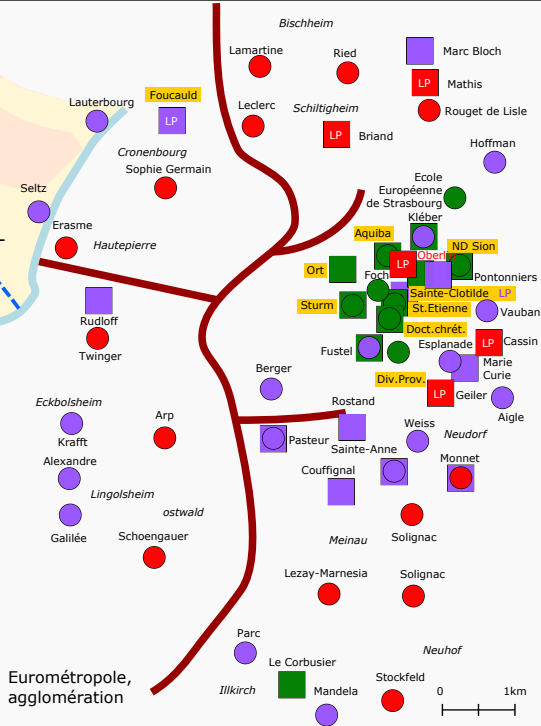 Bischheim
Lamartine
Ried
Marc Bloch
LP
Mathis
Foucauld
Lauterbourg
LP
Leclerc
Schiltigheim
Rouget de Lisle
LP
Briand
Cronenbourg
Sophie Germain
Hoffman
Ecole
Européenne
de Strasbourg
Seltz
Kléber
Erasme
Hautepierre
Aquiba
ND Sion
Oberlin
LP
Ort
Foch
Pontonniers
Sainte-Clotilde LP
Sturm
St.Etienne
Vauban
Rudloff
Doct.chrét.
Twinger
Fustel
Esplanade
LP
Cassin
Marie
Curie
Berger
Div.Prov.
LP
Geiler
Aigle
Eckbolsheim
Arp
Rostand
Weiss
Neudorf
Krafft
Pasteur
Sainte-Anne
Monnet
Alexandre
Couffignal
Lingolsheim
ostwald
Galilée
Schoengauer
Meinau
Solignac
Lezay-Marnesia
Solignac
Parc
Neuhof
Le Corbusier
Eurométropole,
agglomération
Illkirch
Mandela
Stockfeld
0
1km